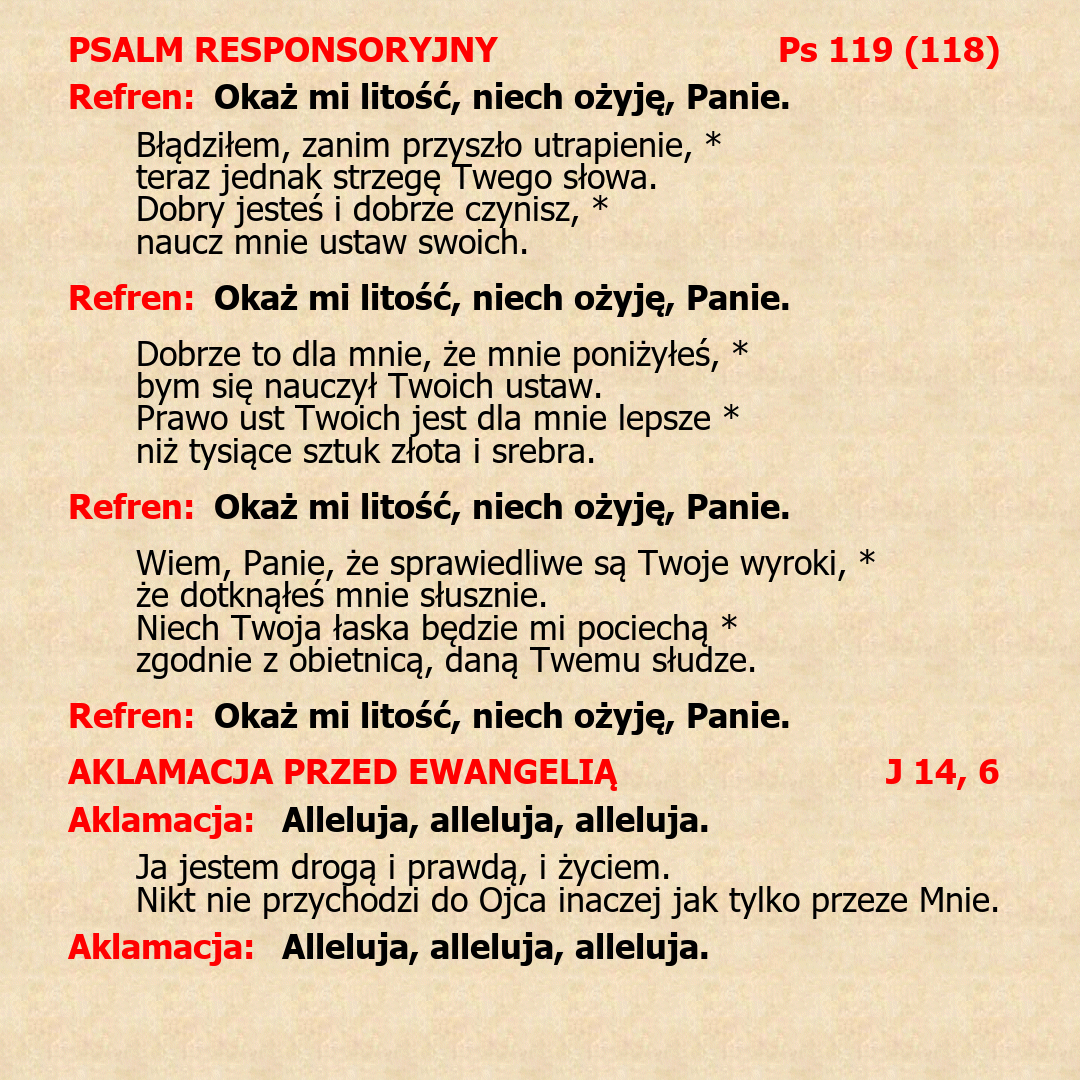 PSALM RESPONSORYJNY Ps 119 (118)
Refren: Okaż mi litość, niech ożyję, Panie.
Błądziłem, zanim przyszło utrapienie, *
teraz jednak strzegę Twego słowa.
Dobry jesteś i dobrze czynisz, *
naucz mnie ustaw swoich.
Refren: Okaż mi litość, niech ożyję, Panie.
Dobrze to dla mnie, że mnie poniżyłeś, *
bym się nauczył Twoich ustaw.
Prawo ust Twoich jest dla mnie lepsze *
niż tysiące sztuk złota i srebra.
Refren: Okaż mi litość, niech ożyję, Panie.
Wiem, Panie, że sprawiedliwe są Twoje wyroki, *
że dotknąłeś mnie słusznie.
Niech Twoja łaska będzie mi pociechą *
zgodnie z obietnicą, daną Twemu słudze.
Refren: Okaż mi litość, niech ożyję, Panie.
AKLAMACJA PRZED EWANGELIĄ J 14, 6
Aklamacja: Alleluja, alleluja, alleluja.
Ja jestem drogą i prawdą, i życiem.
Nikt nie przychodzi do Ojca inaczej jak tylko przeze Mnie.
Aklamacja: Alleluja, alleluja, alleluja.